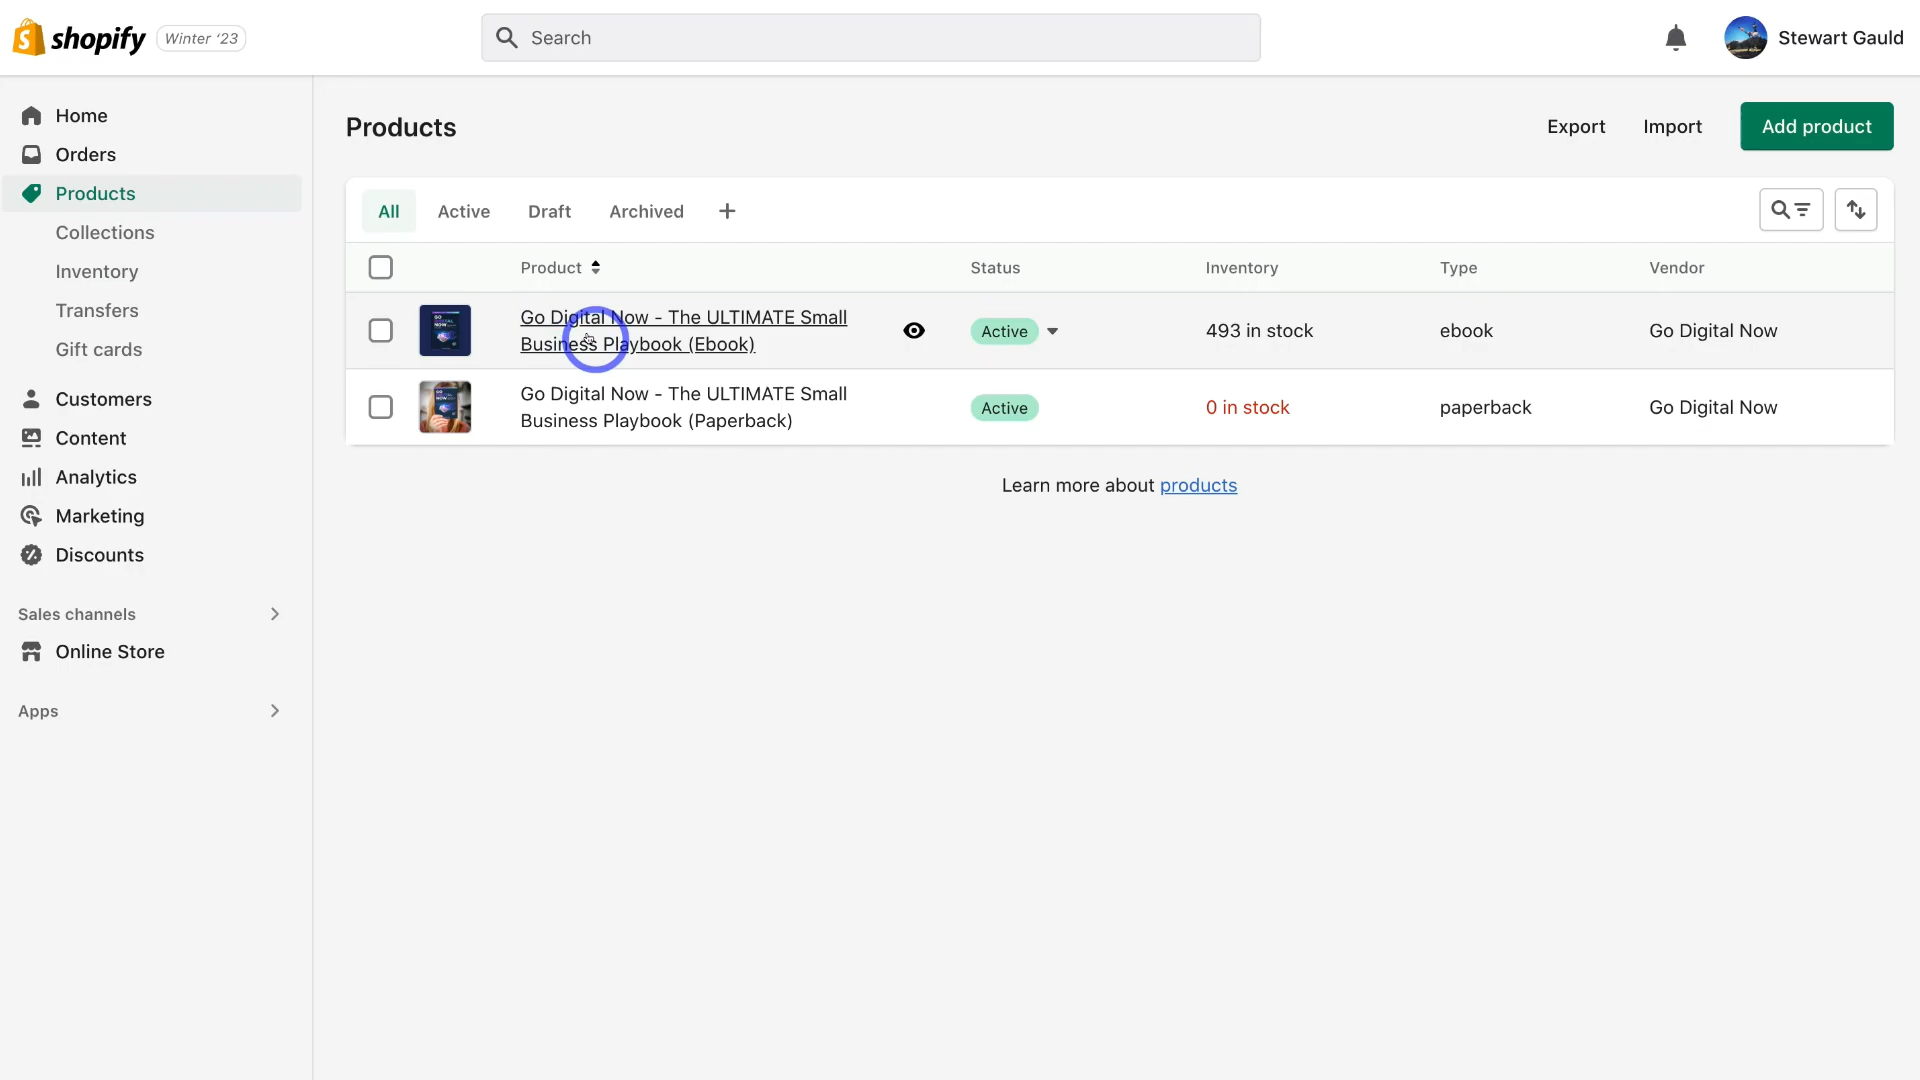 shopify
Winter ‘23
Search
Stewart Gauld
Home
Orders
Products
Collections
Inventory
Transfers
Gift cards
Customers
Content
Analytics
Marketing
Discounts
Sales channels
Online Store
Apps
Products
Export
Import
Add product
All
Active
Draft
Archived
Product
Status
Inventory
Type
Vendor
GO DIGITAL NOW
Go Digital Now - The ULTIMATE Small
Business Playbook (Ebook)
Active
493 in stock
ebook
Go Digital Now
Go Digital Now - The ULTIMATE Small
Business Playbook (Paperback)
Active
0 in stock
paperback
Go Digital Now
Learn more about products